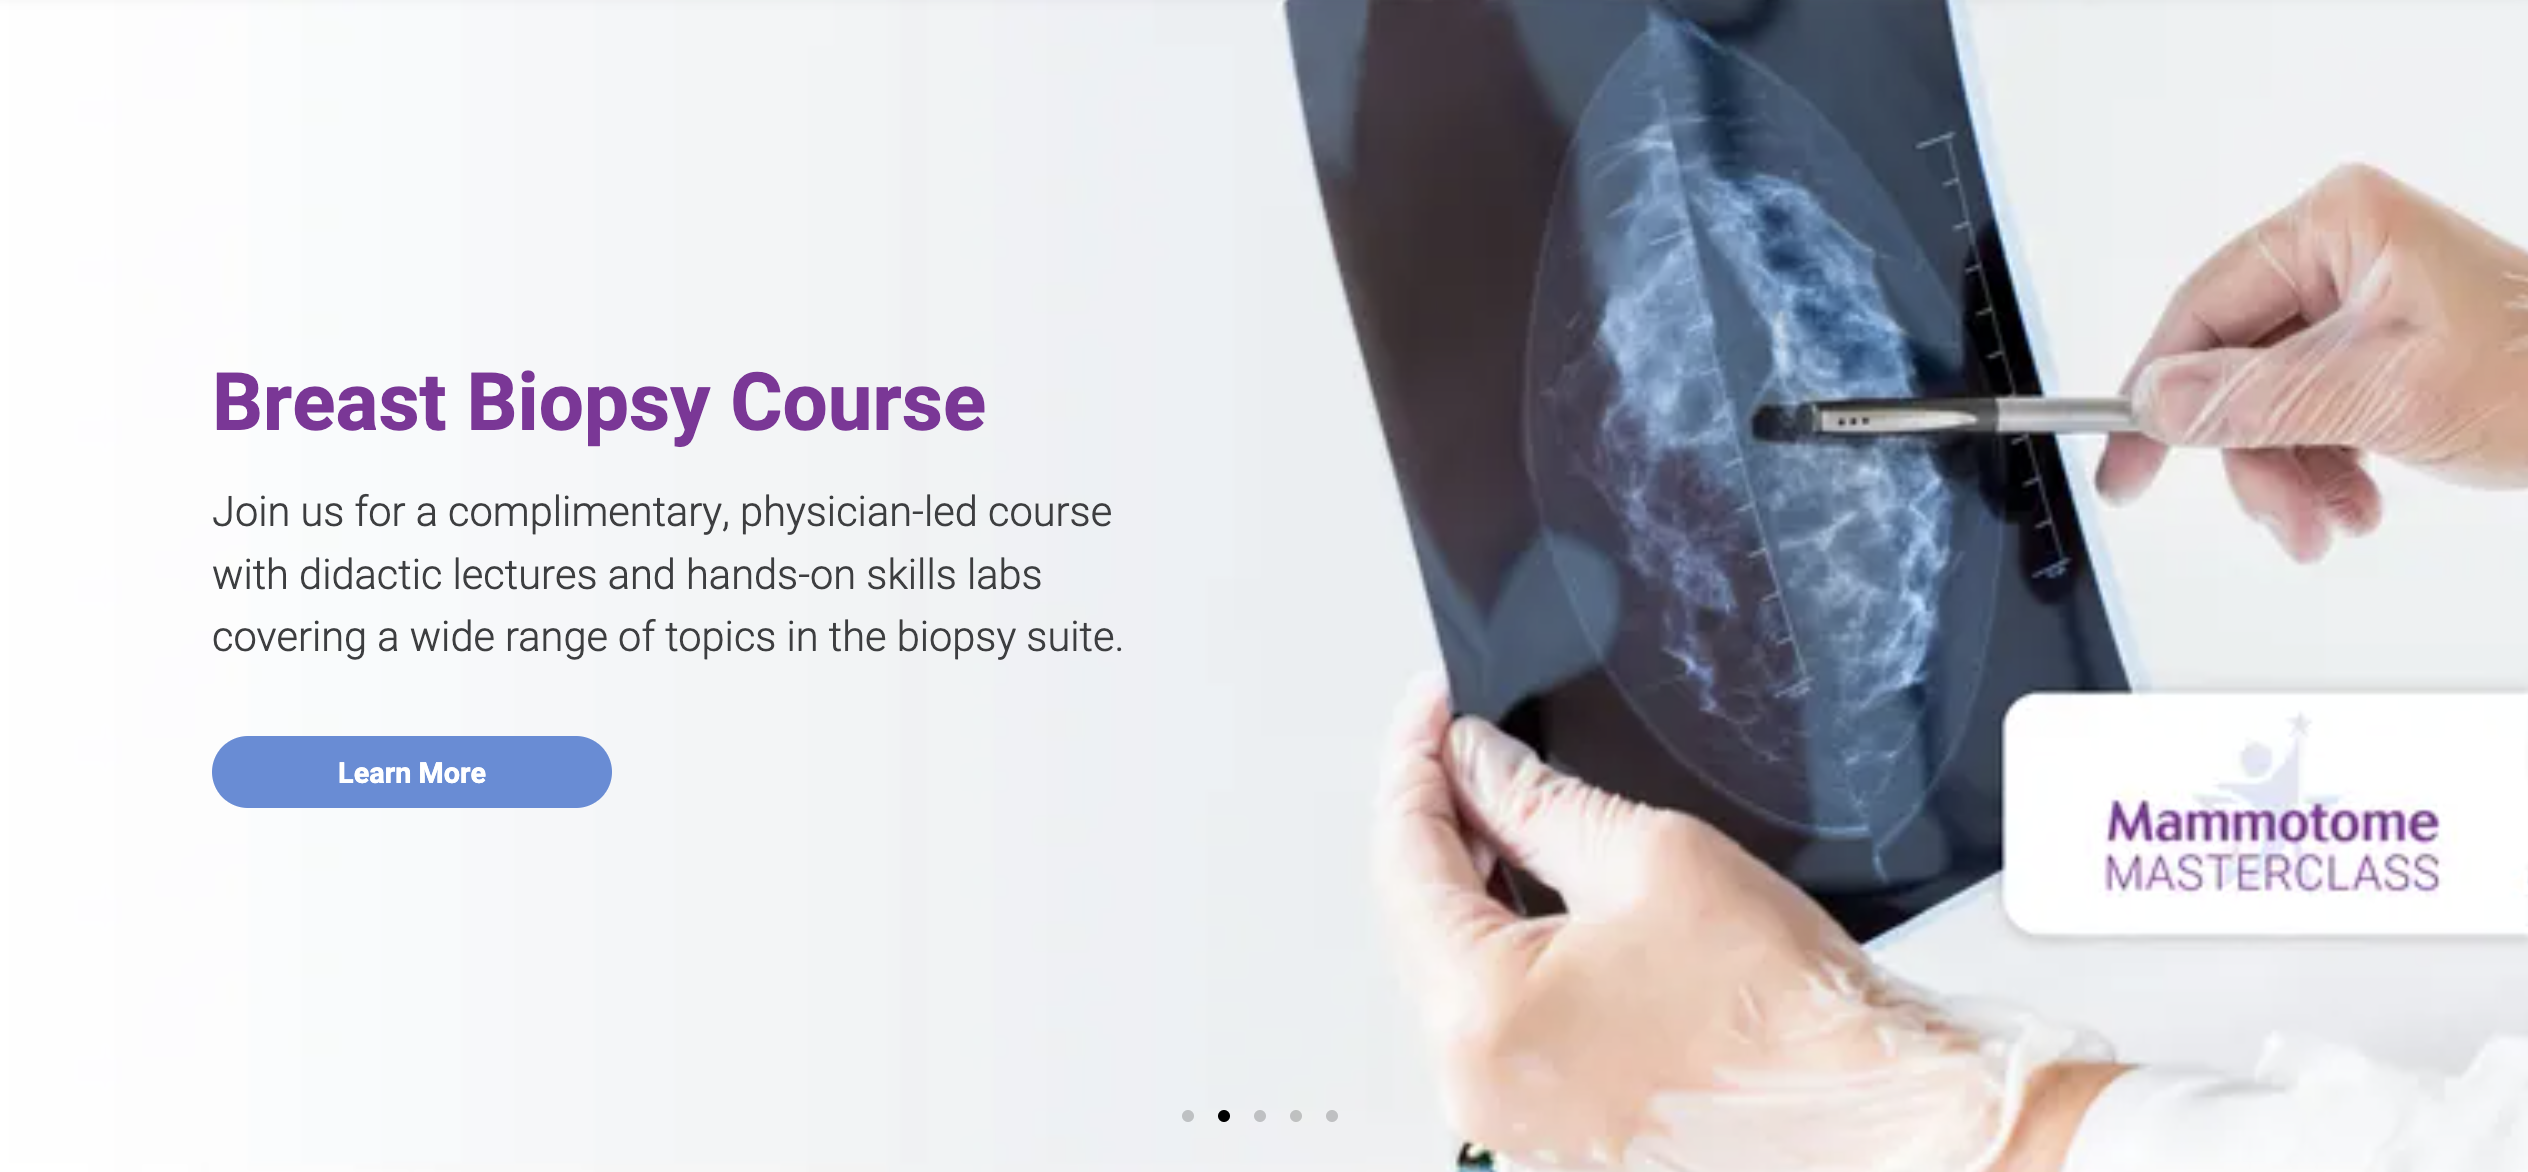 Breast Biopsy Course
Join us for a complimentary, physician-led course
with didactic lectures and hands-on skills labs
covering a wide range of topics in the biopsy suite.
Learn More
Mammotome
MASTERCLASS